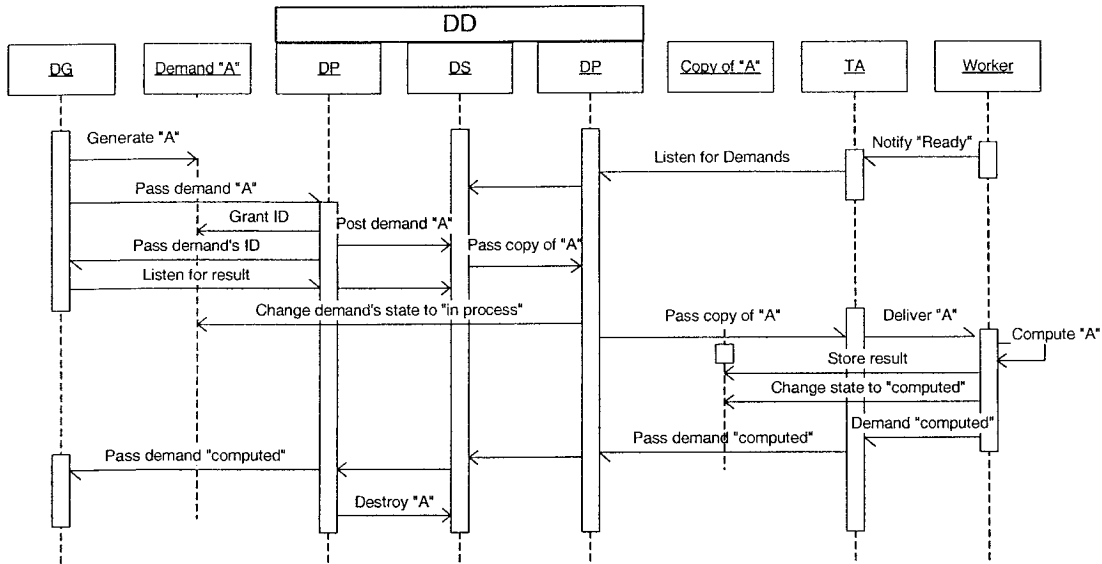 DD
DG
Demand "A"
DP
DS
DP
Copy of "A"
TA
Worker
Generate "A"
Notify "Ready"
Listen for Demands
Pass demand "A"
Grant ID
Post demand "A"
Pass demand's ID
Pass copy of "A"
Listen for result
Change demand's state to "in process"
Pass copy of "A"
Deliver "A"
Compute "A"
Store result
Change state to "computed"
Demand "computed"
Pass demand "computed"
Pass demand "computed"
Destroy "A"